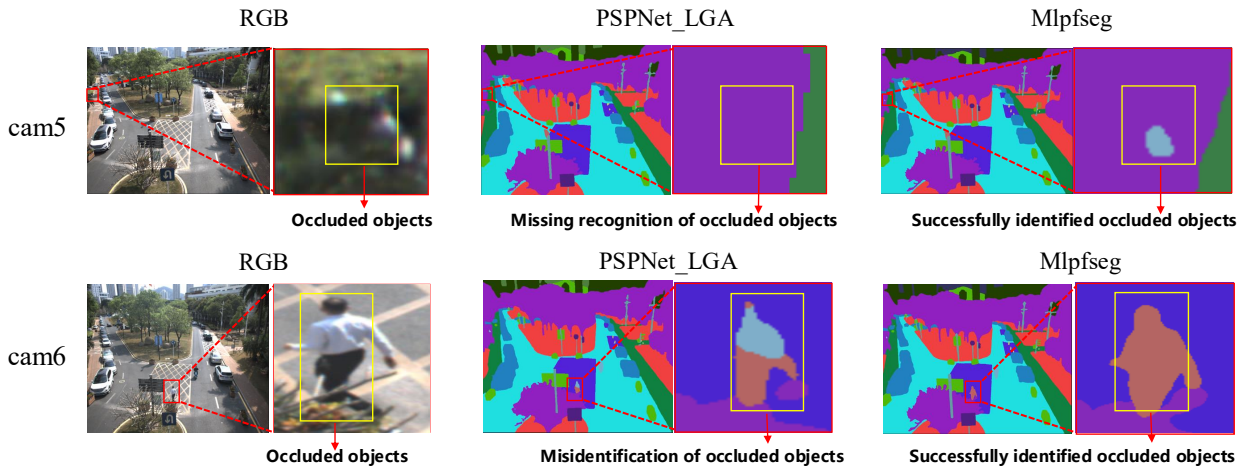 RGB PSPNet_LGA Mlpfseg
cam5
Occluded objects Missing recognition of occluded objects Successfully identified occluded objects
RGB PSPNet_LGA Mlpfseg
cam6
Occluded objects Misidentification of occluded objects Successfully identified occluded objects